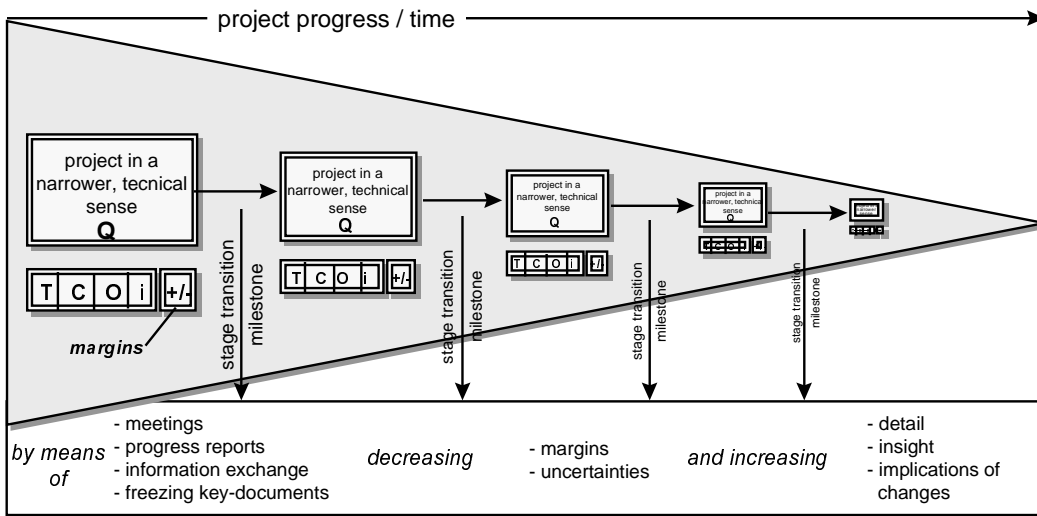 project progress / time
project in a
narrower, tecnical
sense
Q
T C O i +/-
margins
stage transition
milestone
project in a
narrower, technical
sense
Q
T C O i +/-
stage transition
milestone
project in a
narrower, technical
sense
Q
T C O i +/-
stage transition
milestone
project in a
narrower, technical
sense
Q
T C O i +/-
stage transition
milestone
by means
of
- meetings
- progress reports
- information exchange
- freezing key-documents
decreasing
- margins
- uncertainties
and increasing
- detail
- insight
- implications of
changes